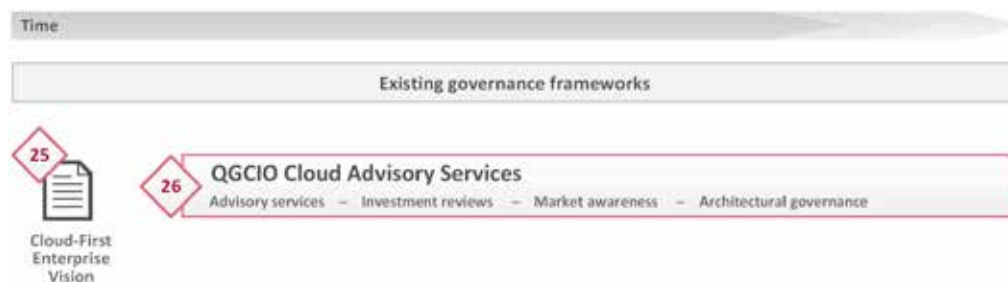 Time
Existing governance frameworks
25
26
QGCIO Cloud Advisory Services
Advisory services – Investment reviews – Market awareness – Architectural governance
Cloud-First
Enterprise
Vision